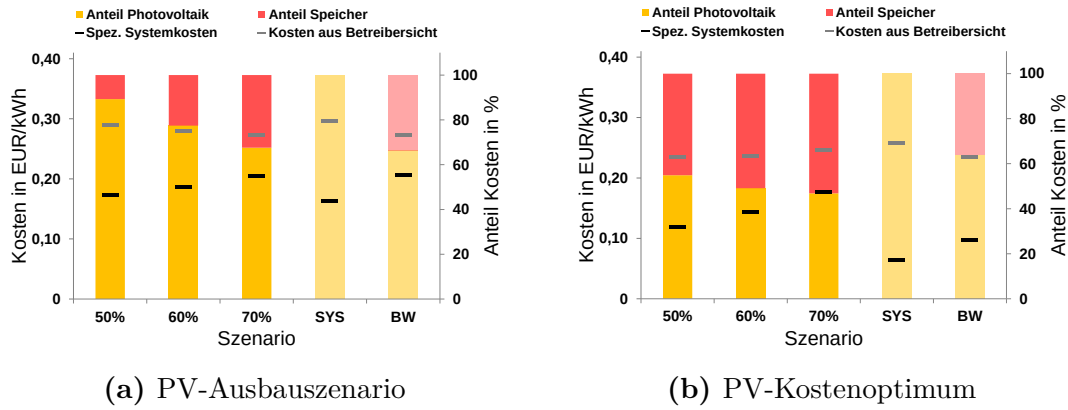 Anteil Photovoltaik Anteil Speicher
Spez. Systemkosten Kosten aus Betreibersicht
0,40
0,30
0,20
0,10
0
Kosten in EUR/kWh
100
80
60
40
20
0
Anteil Kosten in %
50% 60% 70% SYS BW
Szenario
(a) PV-Ausbauszenario
Anteil Photovoltaik Anteil Speicher
Spez. Systemkosten Kosten aus Betreibersicht
0,40
0,30
0,20
0,10
0
Kosten in EUR/kWh
100
80
60
40
20
0
Anteil Kosten in %
50% 60% 70% SYS BW
Szenario
(b) PV-Kostenoptimum